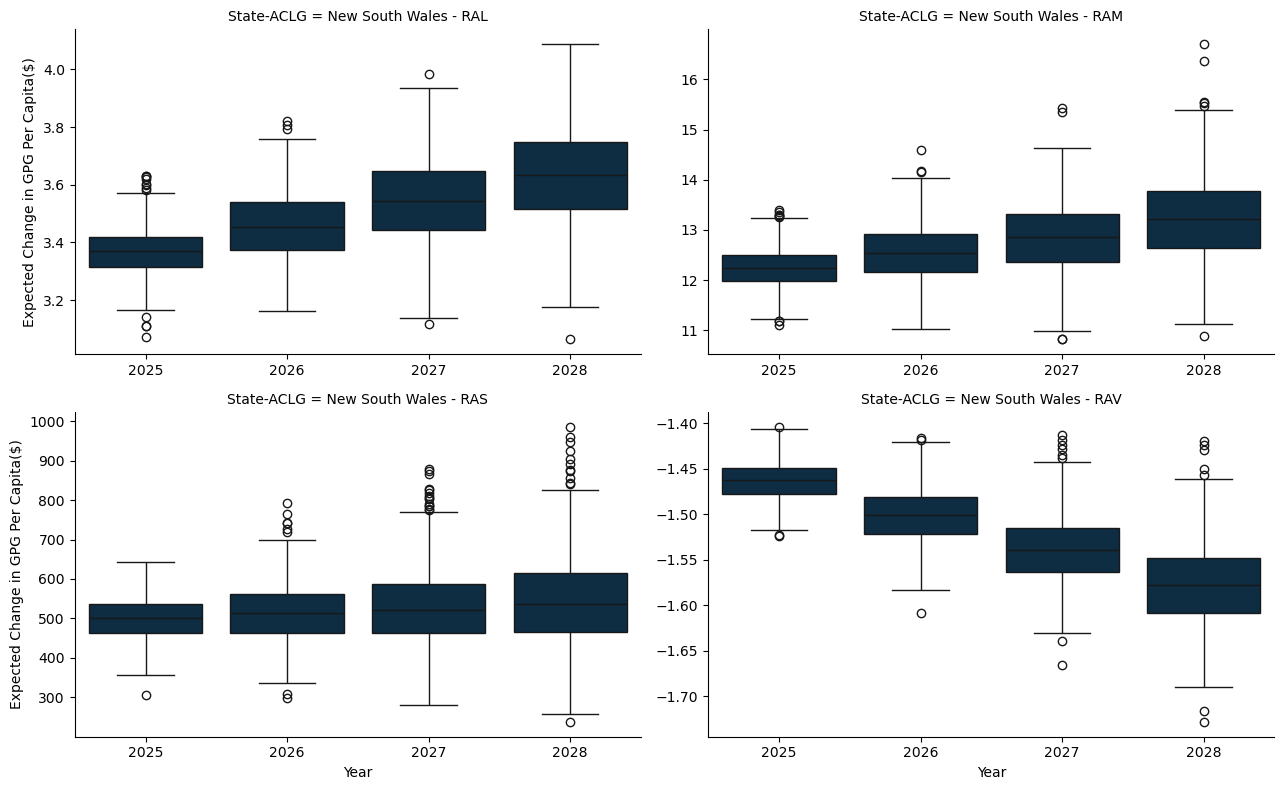 State-ACLG = New South Wales - RAL
Expected Change in GPG Per Capita($)
4.0
3.8
3.6
3.4
3.2
2025 2026 2027 2028
State-ACLG = New South Wales - RAM
16
15
14
13
12
11
2025 2026 2027 2028
State-ACLG = New South Wales - RAS
Expected Change in GPG Per Capita($)
1000
900
800
700
600
500
400
300
2025 2026 2027 2028
Year
State-ACLG = New South Wales - RAV
−1.40
−1.45
−1.50
−1.55
−1.60
−1.65
−1.70
2025 2026 2027 2028
Year